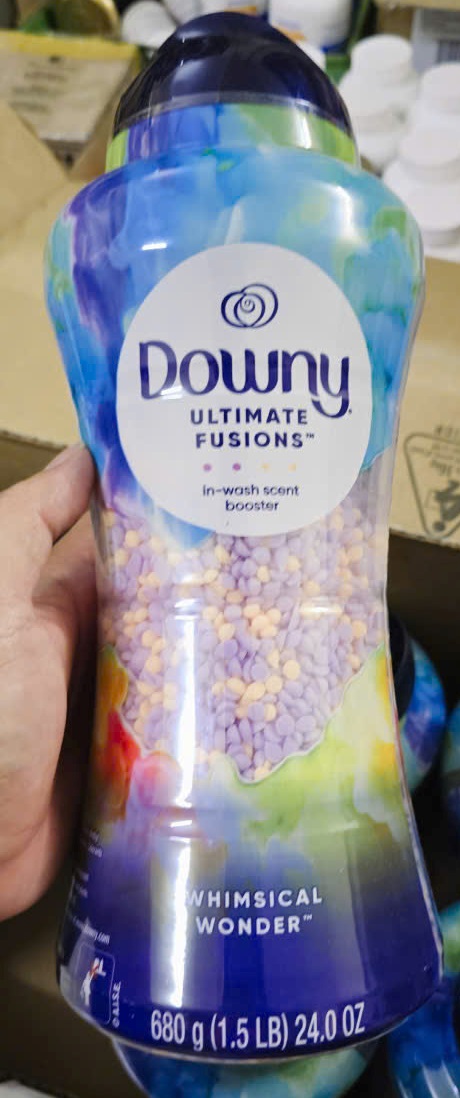 Downy
ULTIMATE
FUSIONS™
in-wash scent
booster
WHIMSICAL
WONDER™
680 g (1.5 LB) 24.0 OZ
© A.I.S.E.